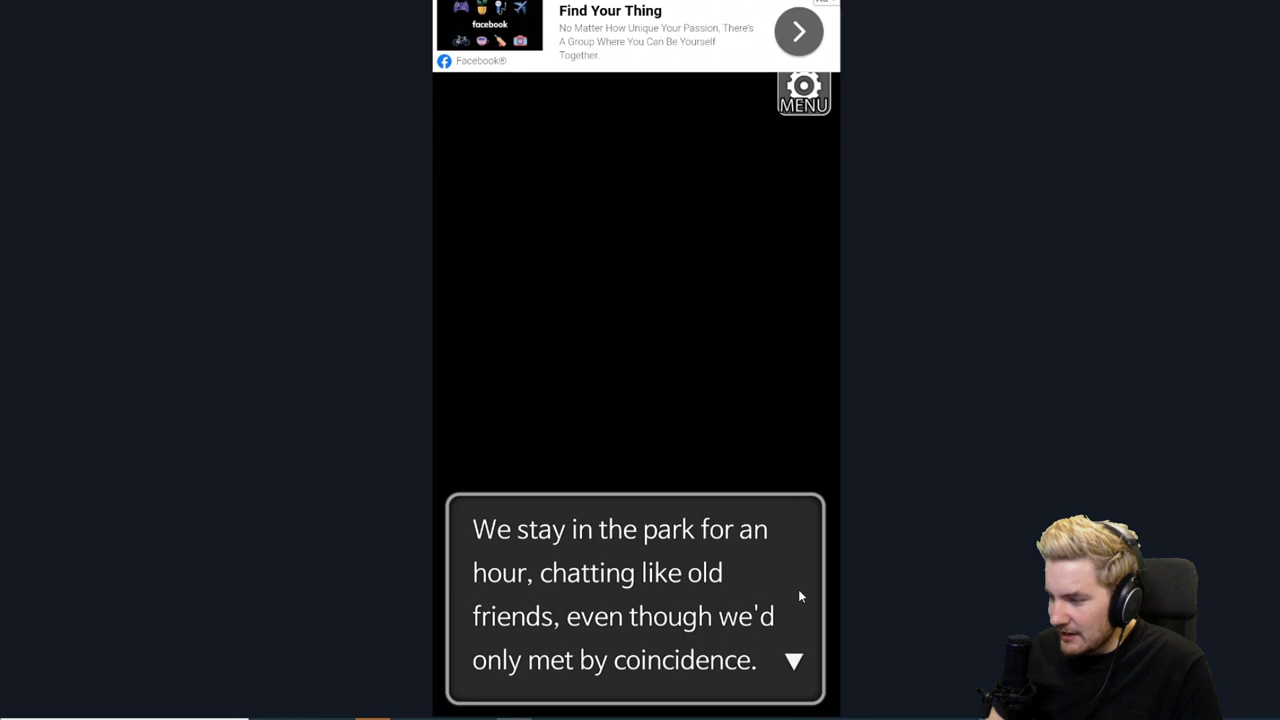 facebook
Find Your Thing
No Matter How Unique Your Passion, There's
A Group Where You Can Be Yourself
Together.
Facebook®
MENU
We stay in the park for an
hour, chatting like old
friends, even though we'd
only met by coincidence.